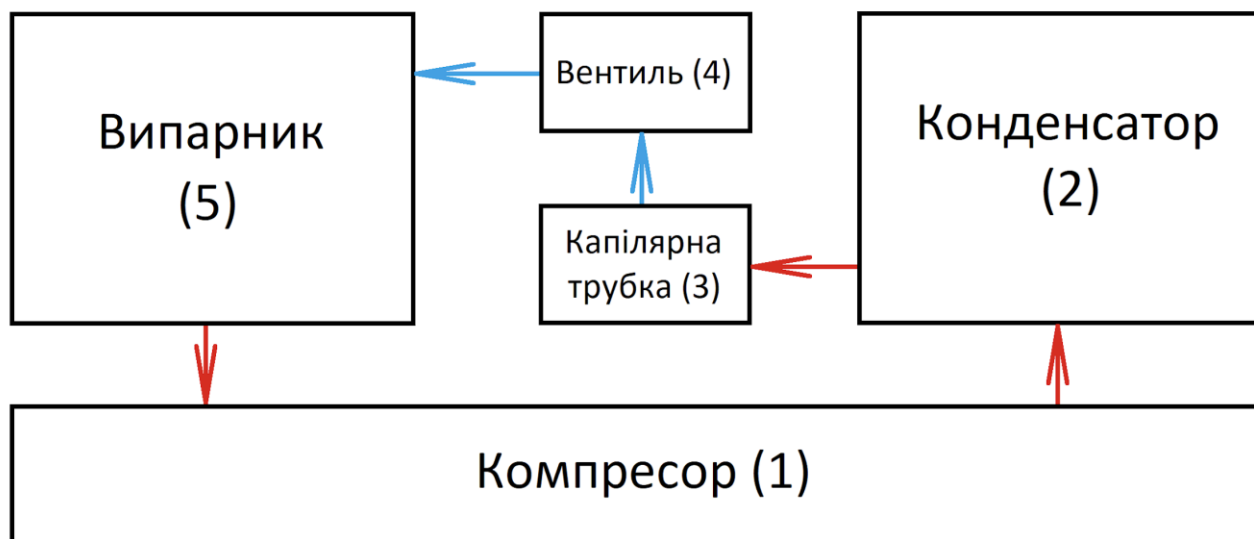 Випарник
(5)
Вентиль (4)
Капілярна
трубка (3)
Конденсатор
(2)
Компресор (1)